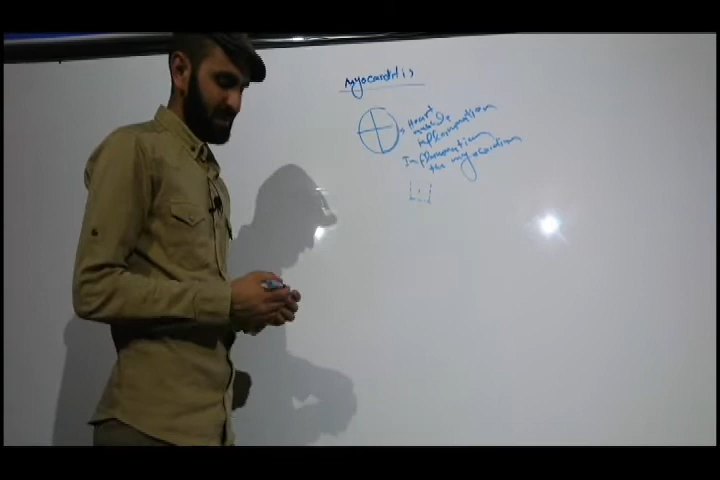 myocarditis
= Heart
muscle
inflammation
Inflammation
the myocardium